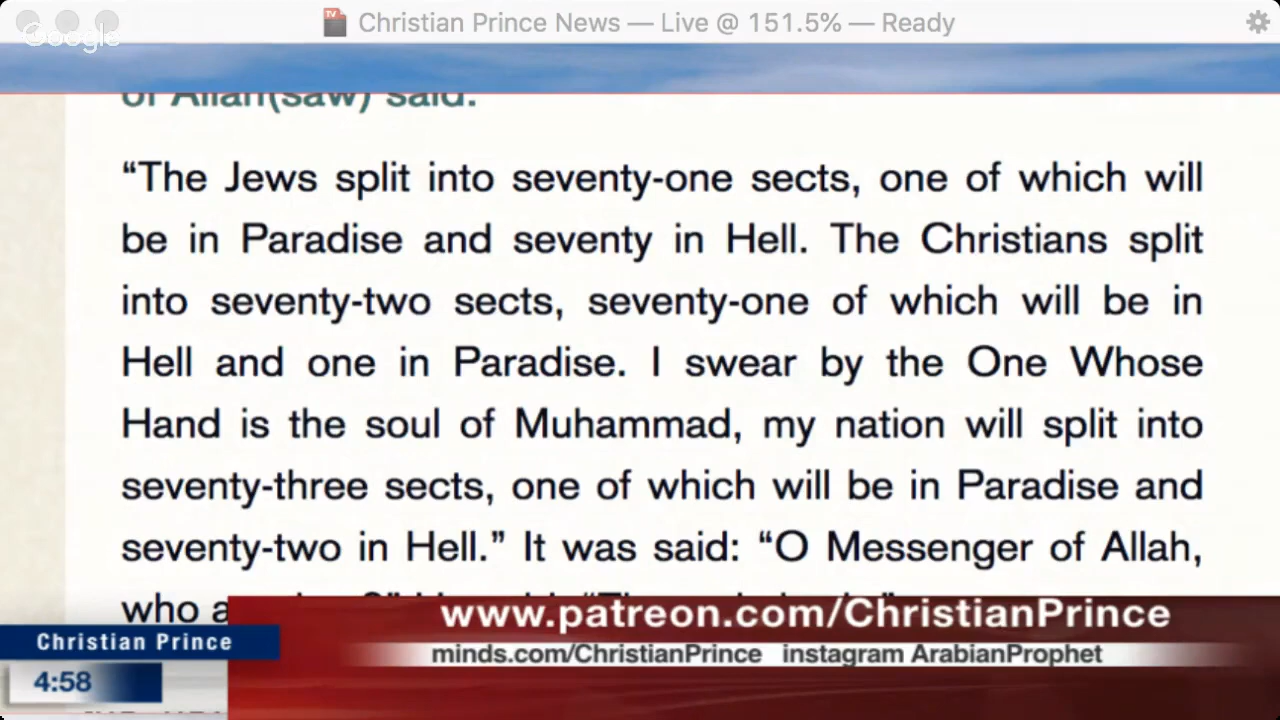 Christian Prince News — Live @ 151.5% — Ready
Google
of Allah(saw) said:
“The Jews split into seventy-one sects, one of which will
be in Paradise and seventy in Hell. The Christians split
into seventy-two sects, seventy-one of which will be in
Hell and one in Paradise. I swear by the One Whose
Hand is the soul of Muhammad, my nation will split into
seventy-three sects, one of which will be in Paradise and
seventy-two in Hell.” It was said: “O Messenger of Allah,
who
www.patreon.com/ChristianPrince
Christian Prince
minds.com/ChristianPrince instagram ArabianProphet
4:58